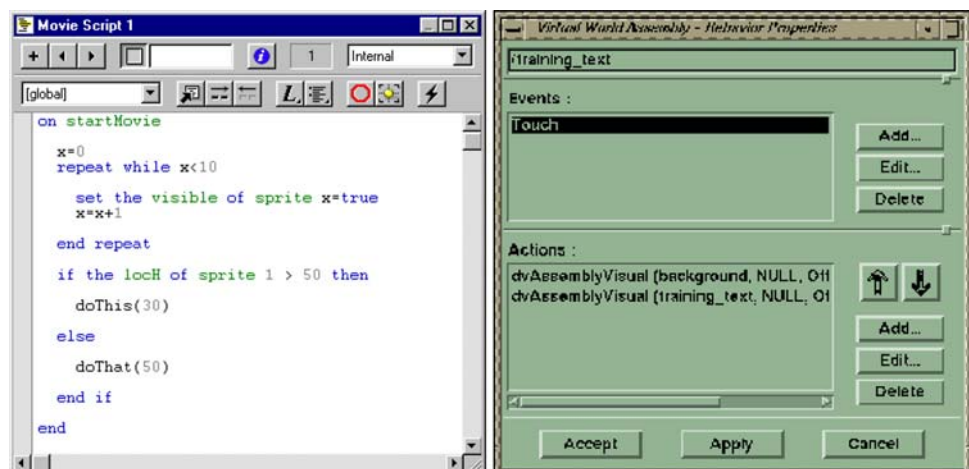 Movie Script 1
1
Internal
[global]
on startMovie
x=0
repeat while x<10
set the visible of sprite x=true
x=x+1
end repeat
if the locH of sprite 1 > 50 then
doThis(30)
else
doThat(50)
end if
end
Virtual World Assembly - Behavior Properties
/training_text
Events :
Touch
Add...
Edit...
Delete
Actions :
dvAssemblyVisual (background, NULL, Off
dvAssemblyVisual (training_text, NULL, Of
Add...
Edit...
Delete
Accept
Apply
Cancel